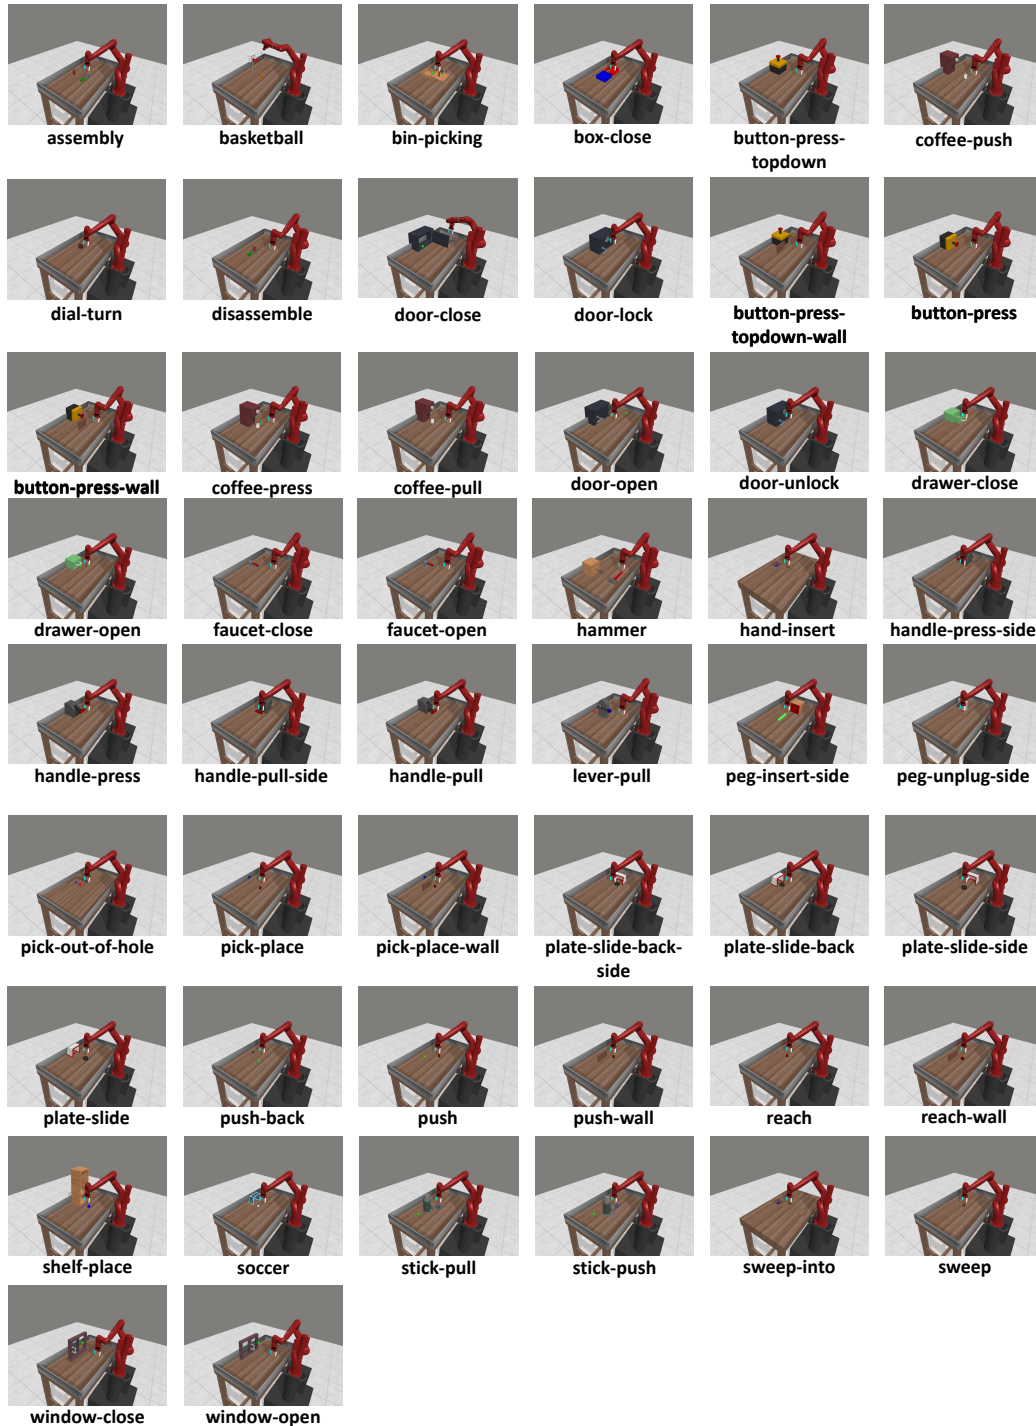 assembly
basketball
bin-picking
box-close
button-press-
topdown
coffee-push
dial-turn
disassemble
door-close
door-lock
button-press-
topdown-wall
button-press
button-press-wall
coffee-press
coffee-pull
door-open
door-unlock
drawer-close
drawer-open
faucet-close
faucet-open
hammer
hand-insert
handle-press-side
handle-press
handle-pull-side
handle-pull
lever-pull
peg-insert-side
peg-unplug-side
pick-out-of-hole
pick-place
pick-place-wall
plate-slide-back-
side
plate-slide-back
plate-slide-side
plate-slide
push-back
push
push-wall
reach
reach-wall
shelf-place
soccer
stick-pull
stick-push
sweep-into
sweep
window-close
window-open